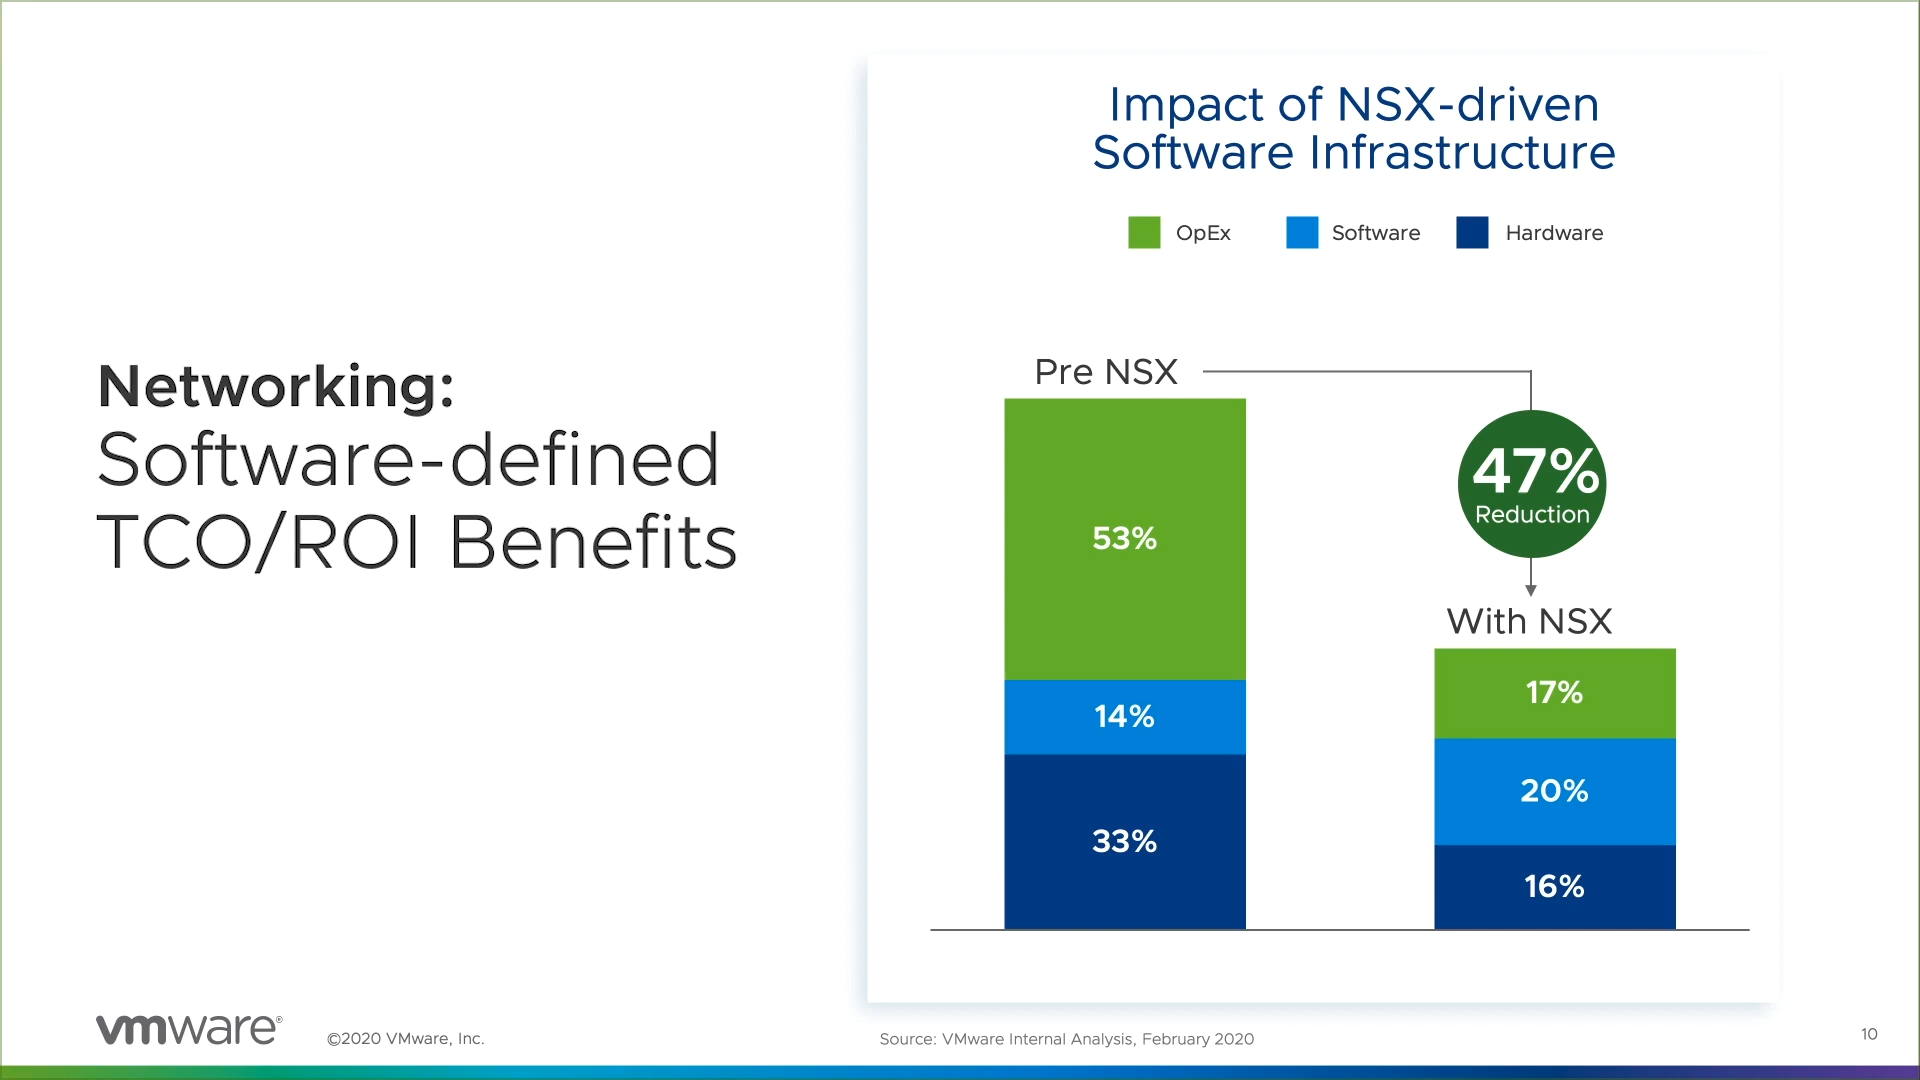 Networking:
Software-defined
TCO/ROI Benefits
Impact of NSX-driven
Software Infrastructure
OpEx
Software
Hardware
Pre NSX
47%
Reduction
With NSX
53%
14%
33%
17%
20%
16%
vmware®
©2020 VMware, Inc.
Source: VMware Internal Analysis, February 2020
10